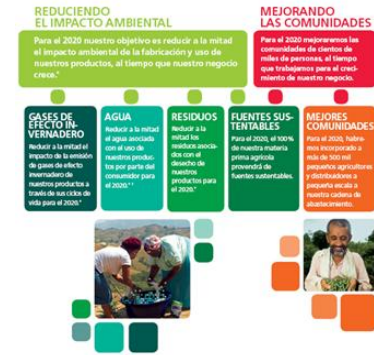 REDUCIENDO
EL IMPACTO AMBIENTAL
Para el 2020 nuestro objetivo es reducir a la mitad
el impacto ambiental de la fabricación y uso de
nuestros productos, al tiempo que nuestro negocio
crece.*
MEJORANDO
LAS COMUNIDADES
Para el 2020 mejoraremos las
comunidades de cientos de
miles de personas, al tiempo
que trabajamos para el creci-
miento de nuestro negocio.
GASES DE
EFECTO IN-
VERNADERO
Reducir a la mitad el
impacto de la emisión
de gases de efecto
invernadero de
nuestros productos a
través de sus ciclos de
vida para el 2020.*
AGUA
Reducir a la mitad
el agua asociada
con el uso de
nuestros produc-
tos por parte del
consumidor para
el 2020.*
RESIDUOS
Reducir a la
mitad los
residuos asocia-
dos con el
desecho de
nuestros
productos para
el 2020.*
FUENTES SUS-
TENTABLES
Para el 2020, el 100%
de nuestra materia
prima agrícola
provendrá de
fuentes sustentables.
MEJORES
COMUNIDADES
Para el 2020, habre-
mos incorporado a
más de 500 mil
pequeños agricultores
y distribuidores a
pequeña escala a
nuestra cadena de
abastecimiento.